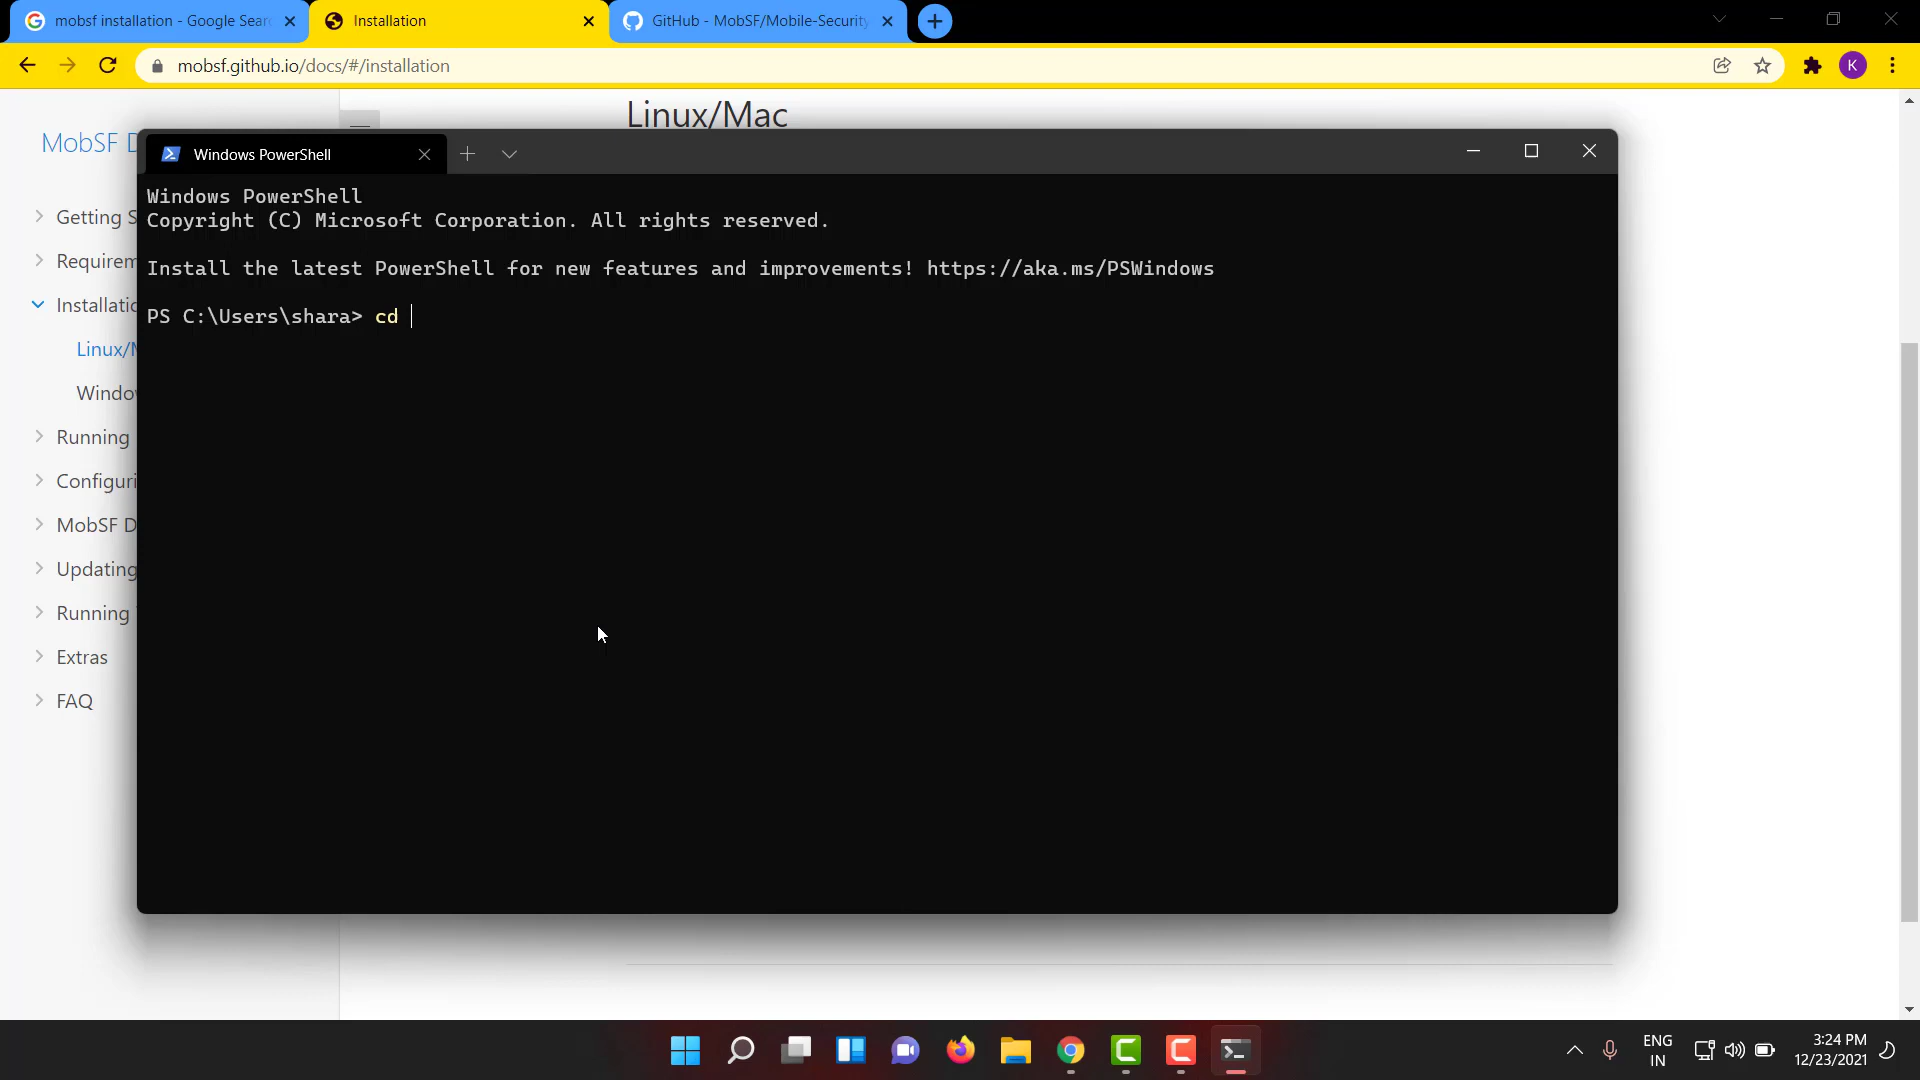 mobsf installation - Google Sear
Installation
GitHub - MobSF/Mobile-Security
mobsf.github.io/docs/#/installation
K
Linux/Mac
MobSF D
Windows PowerShell
Windows PowerShell
Copyright (C) Microsoft Corporation. All rights reserved.
Install the latest PowerShell for new features and improvements! https://aka.ms/PSWindows
PS C:\Users\shara> cd
Getting S
Requirem
Installatio
Linux/M
Window
Running
Configuri
MobSF D
Updating
Running
Extras
FAQ
ENG
IN
3:24 PM
12/23/2021